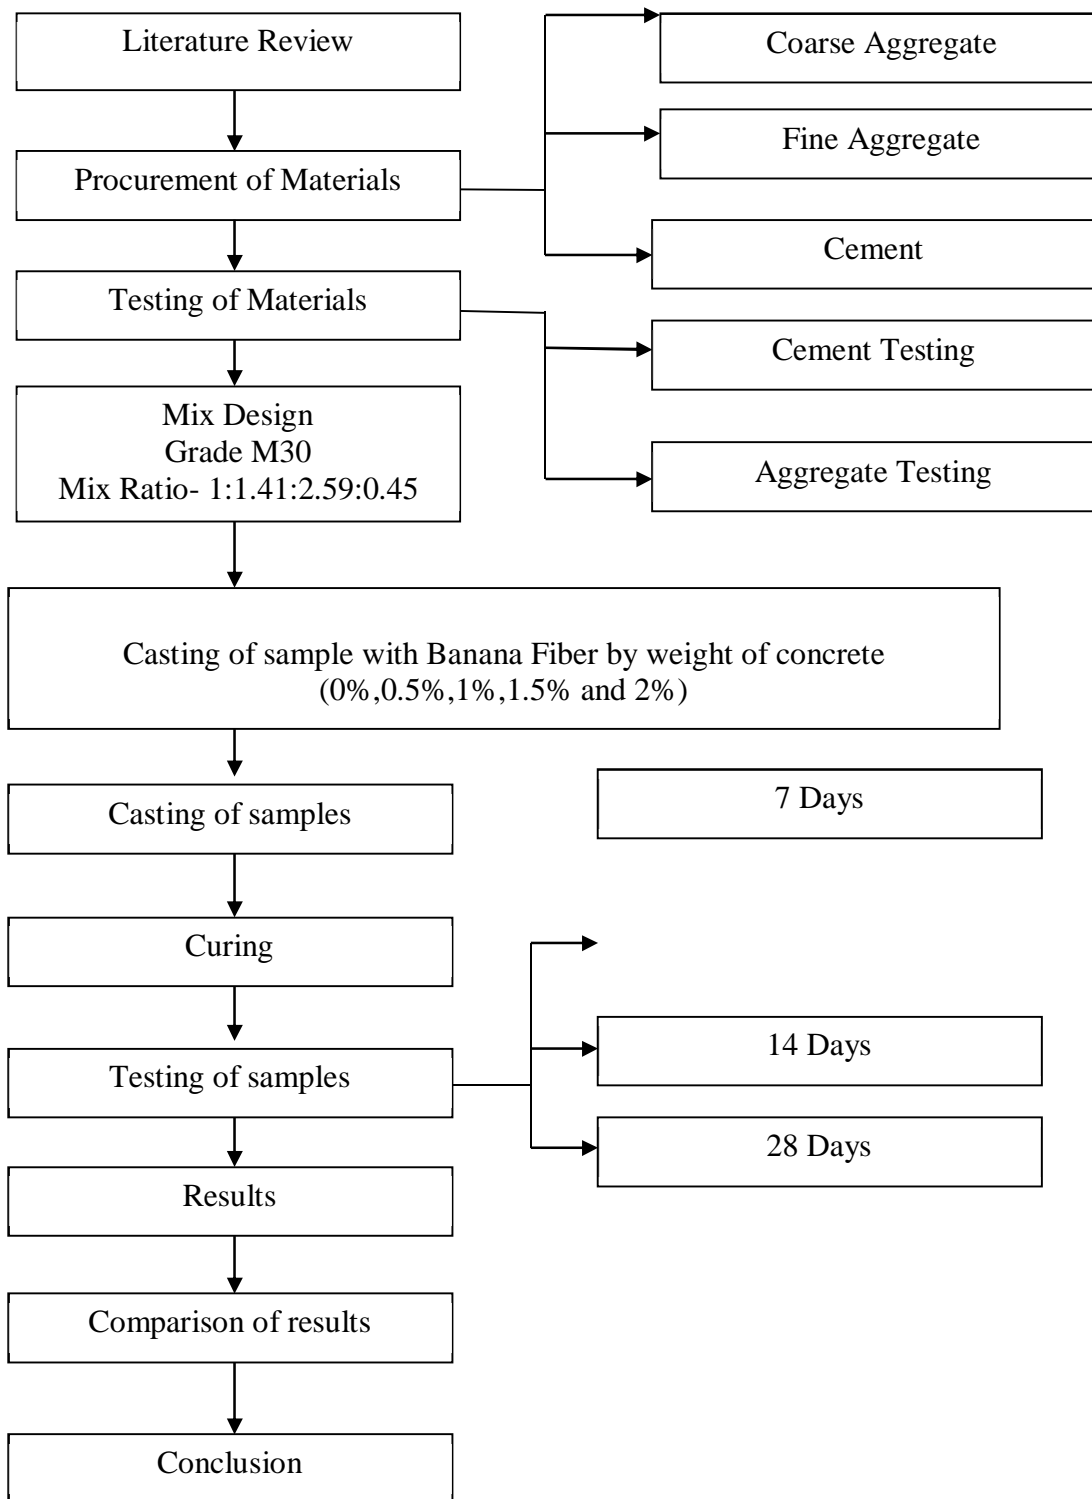 Literature Review
Coarse Aggregate
Fine Aggregate
Procurement of Materials
Cement
Testing of Materials
Cement Testing
Mix Design
Grade M30
Mix Ratio- 1:1.41:2.59:0.45
Aggregate Testing
Casting of sample with Banana Fiber by weight of concrete
(0%,0.5%,1%,1.5% and 2%)
7 Days
Casting of samples
Curing
14 Days
Testing of samples
28 Days
Results
Comparison of results
Conclusion